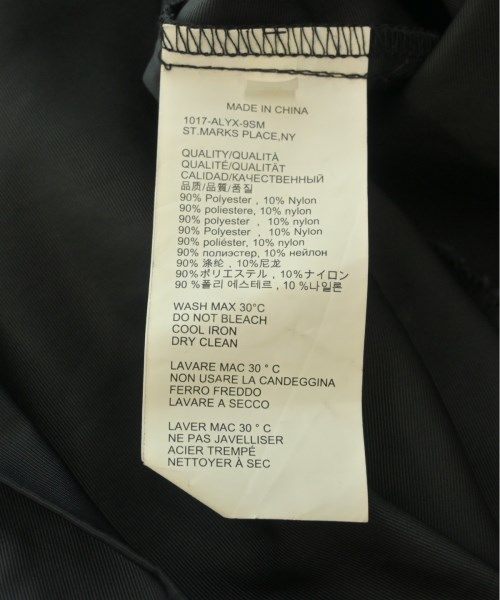 MADE IN CHINA
1017-ALYX-9SM
ST.MARKS PLACE,NY
QUALITY/QUALITÀ
QUALITÉ/QUALITÄT
CALIDAD/КАЧЕСТВЕННЫЙ
品质/品質/품질
90% Polyester , 10% Nylon
90% poliestere, 10% nylon
90% polyester , 10% nylon
90% Polyester , 10% Nylon
90% poliéster, 10% nylon
90% полиэстер, 10% нейлон
90% 涤纶, 10%尼龙
90%ポリエステル , 10%ナイロン
90 %폴리 에스테르, 10 %나일론
WASH MAX 30°C
DO NOT BLEACH
COOL IRON
DRY CLEAN
LAVARE MAC 30 ° C
NON USARE LA CANDEGGINA
FERRO FREDDO
LAVARE A SECCO
LAVER MAC 30 ° C
NE PAS JAVELLISER
ACIER TREMPÉ
NETTOYER À SEC